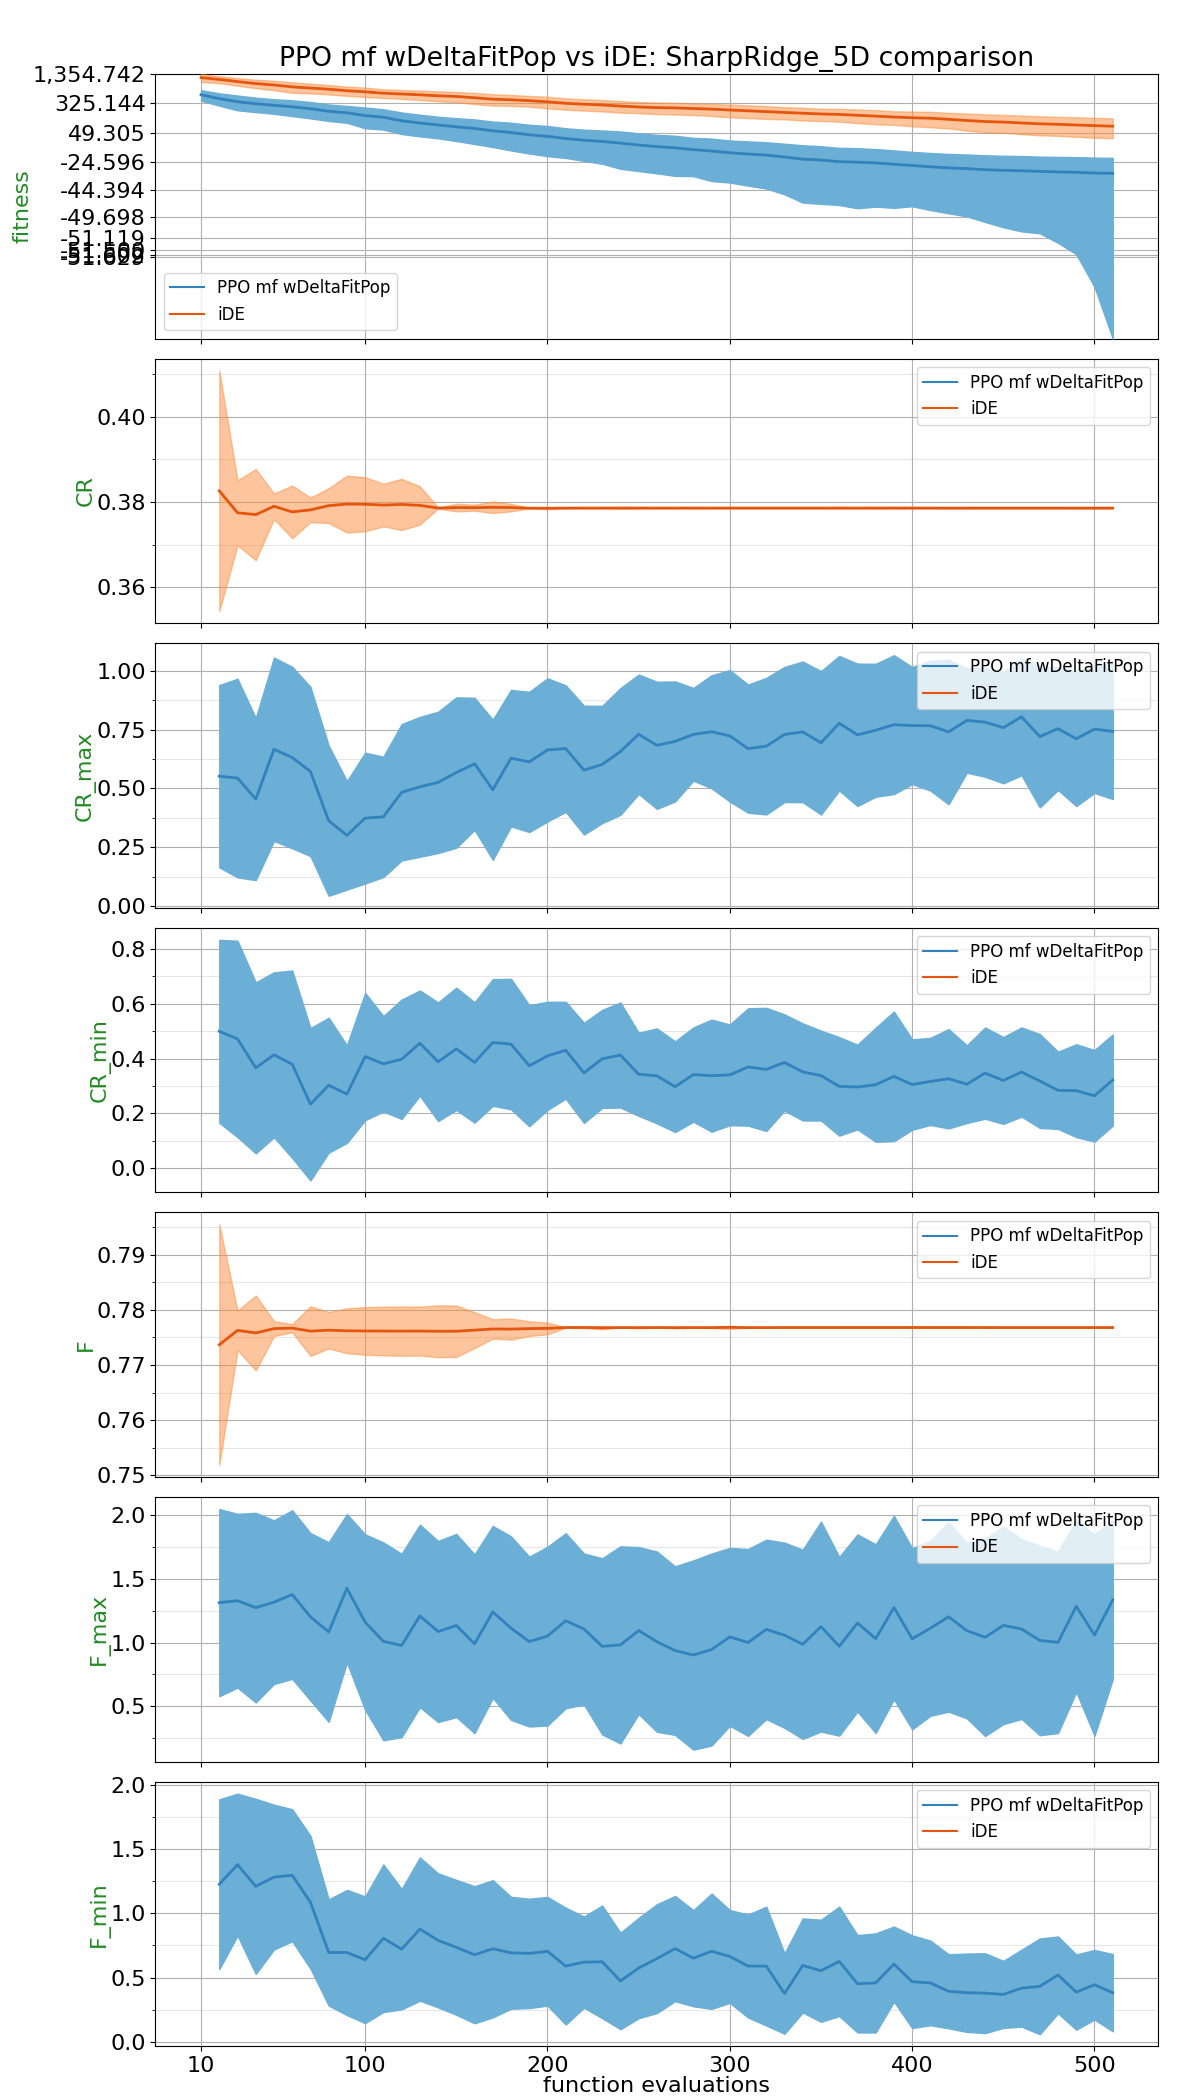 PPO mf wDeltaFitPop vs iDE: SharpRidge_5D comparison
1,354.742
325.144
49.305
-24.596
-44.394
-49.698
-51.119
fitness
PPO mf wDeltaFitPop
iDE
0.40
0.38
0.36
CR
PPO mf wDeltaFitPop
iDE
1.00
0.75
0.50
0.25
0.00
CR_max
PPO mf wDeltaFitPop
iDE
0.8
0.6
0.4
0.2
0.0
CR_min
PPO mf wDeltaFitPop
iDE
0.79
0.78
0.77
0.76
0.75
F
PPO mf wDeltaFitPop
iDE
2.0
1.5
1.0
0.5
F_max
PPO mf wDeltaFitPop
iDE
2.0
1.5
1.0
0.5
0.0
F_min
PPO mf wDeltaFitPop
iDE
10 100 200 300 400 500
function evaluations